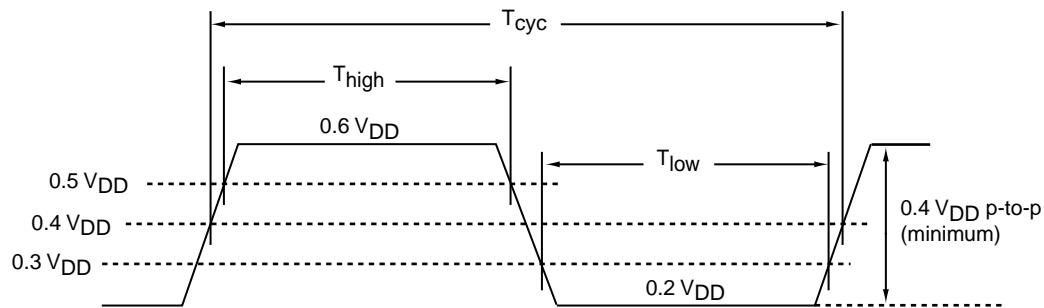 Tcyc
Thigh
0.6 VDD
Tlow
0.5 VDD
0.4 VDD
0.3 VDD
0.2 VDD
0.4 VDD p-to-p
(minimum)